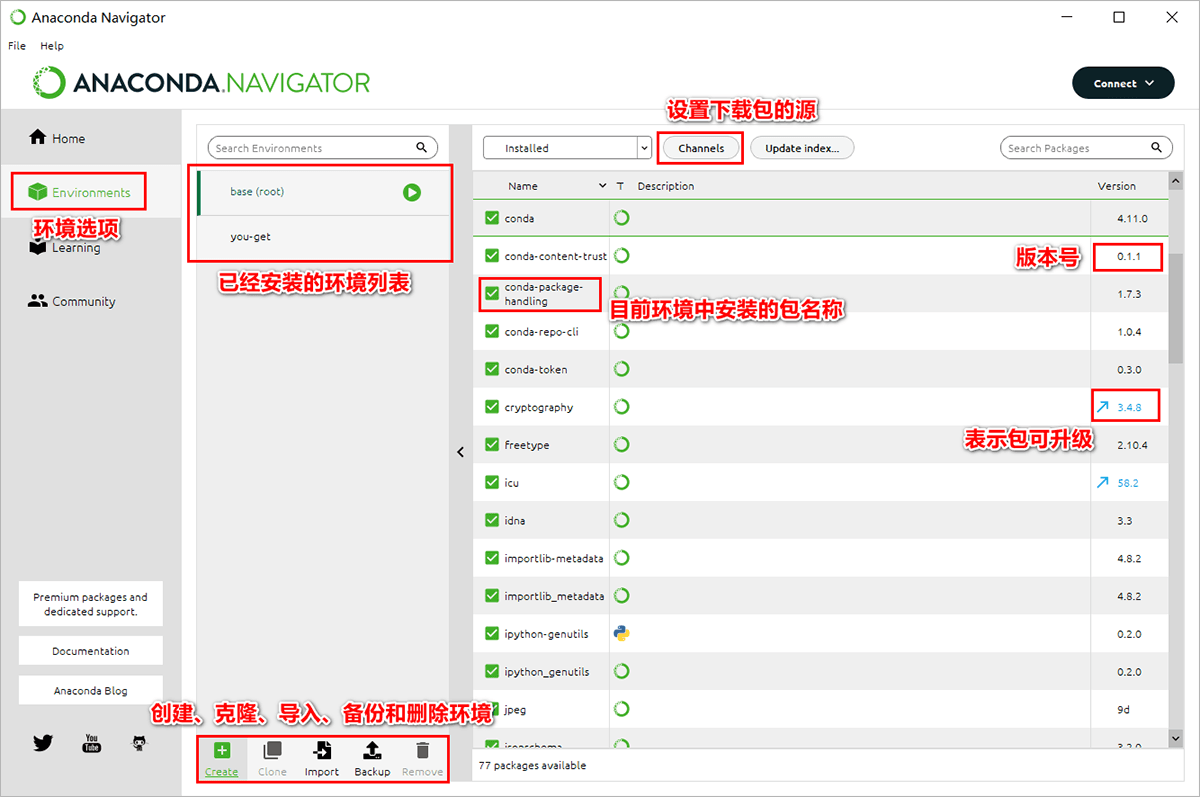 Anaconda Navigator
File Help
ANACONDA.NAVIGATOR
Connect
Home
Environments
环境选项
Learning
Community
Premium packages and
dedicated support.
Documentation
Anaconda Blog
You
Tube
Search Environments
base (root)
you-get
已经安装的环境列表
创建、克隆、导入、备份和删除环境
Create Clone Import Backup Remove
设置下载包的源
Installed Channels Update index... Search Packages
Name T Description Version
conda 4.11.0
conda-content-trust 版本号 0.1.1
conda-package-
handling 1.7.3
目前环境中安装的包名称
conda-repo-cli 1.0.4
conda-token 0.3.0
cryptography 3.4.8
表示包可升级
freetype 2.10.4
icu 58.2
idna 3.3
importlib-metadata 4.8.2
importlib_metadata 4.8.2
ipython-genutils 0.2.0
ipython_genutils 0.2.0
jpeg 9d
jsonschema 3.2.0
77 packages available